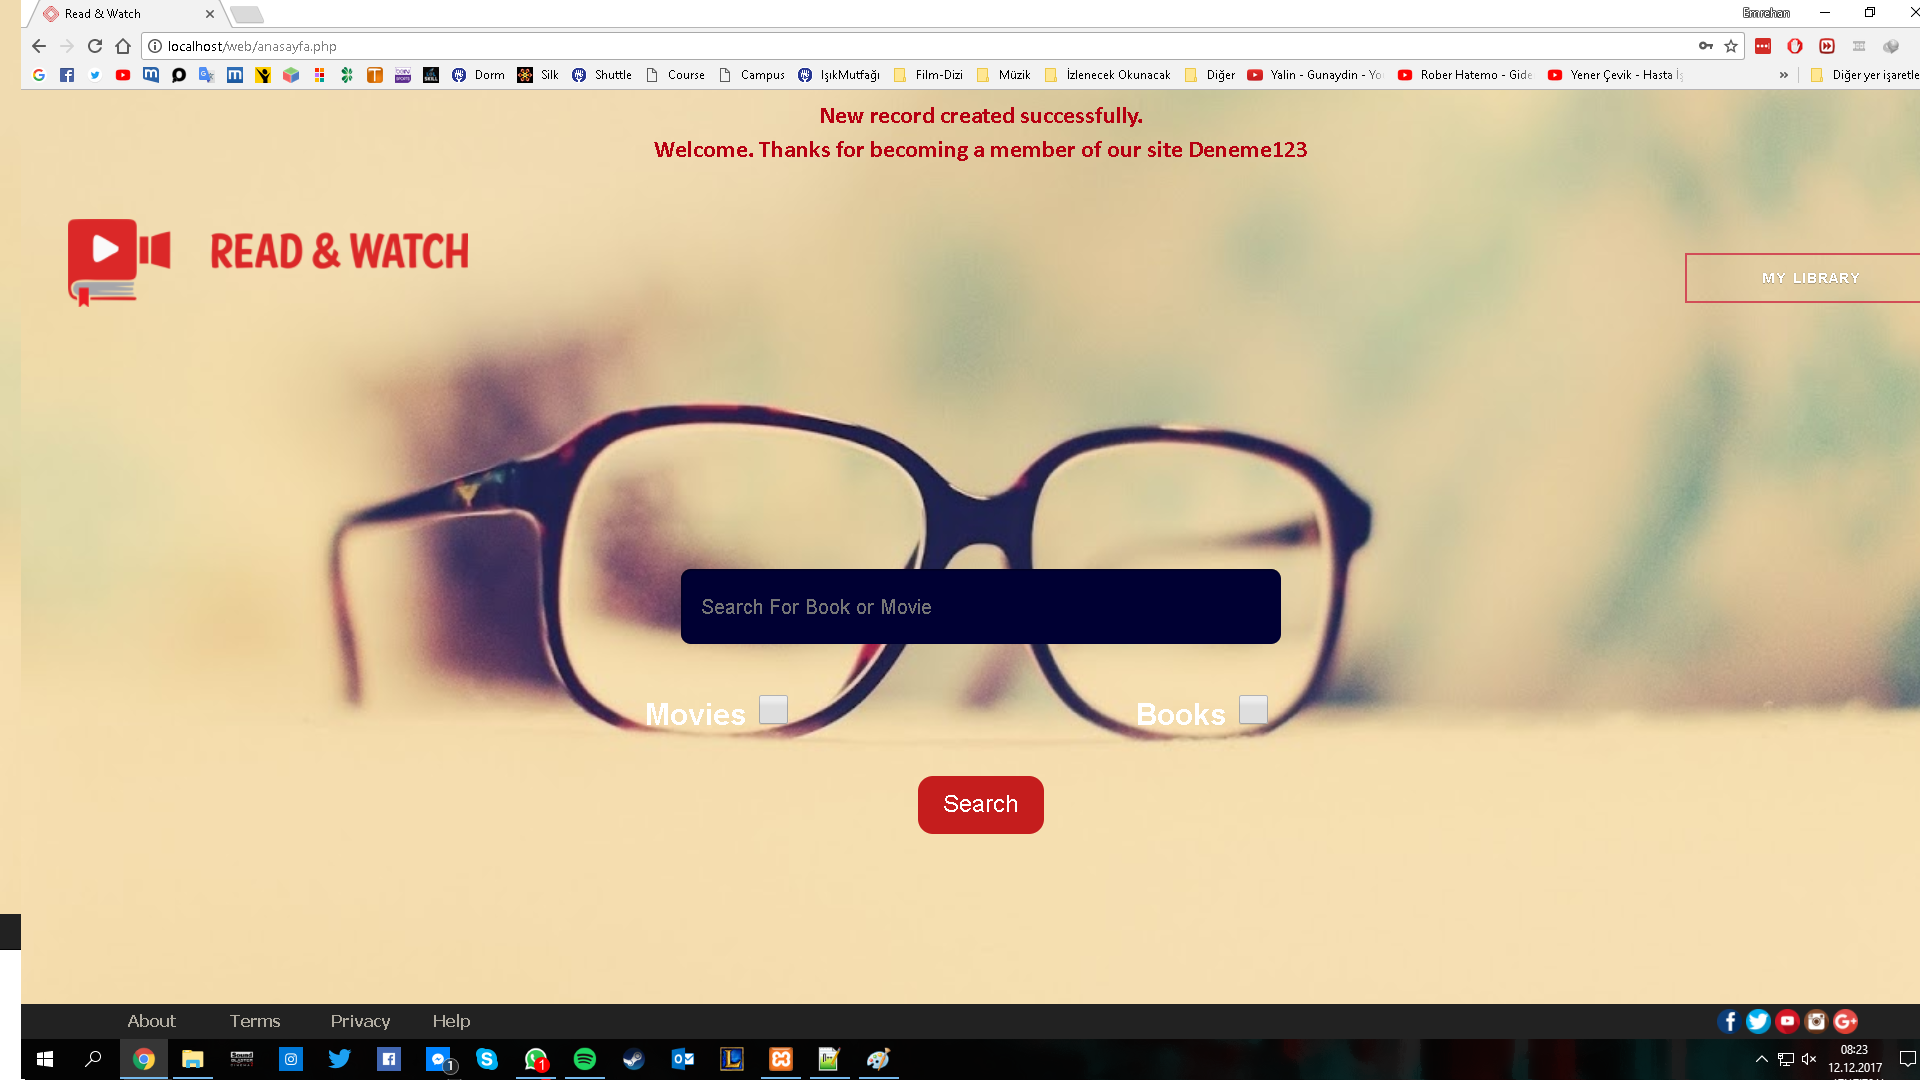 Read & Watch
Emrehan
localhost/web/anasayfa.php
Dorm Silk Shuttle Course Campus IşıkMutfağı Film-Dizi Müzik İzlenecek Okunacak Diğer Yalin - Gunaydin - Yo Rober Hatemo - Gide Yener Çevik - Hasta » Diğer yer işaretle
New record created successfully.
Welcome. Thanks for becoming a member of our site Deneme123
READ & WATCH
MY LIBRARY
Search For Book or Movie
Movies
Books
Search
About Terms Privacy Help
08:23
12.12.2017